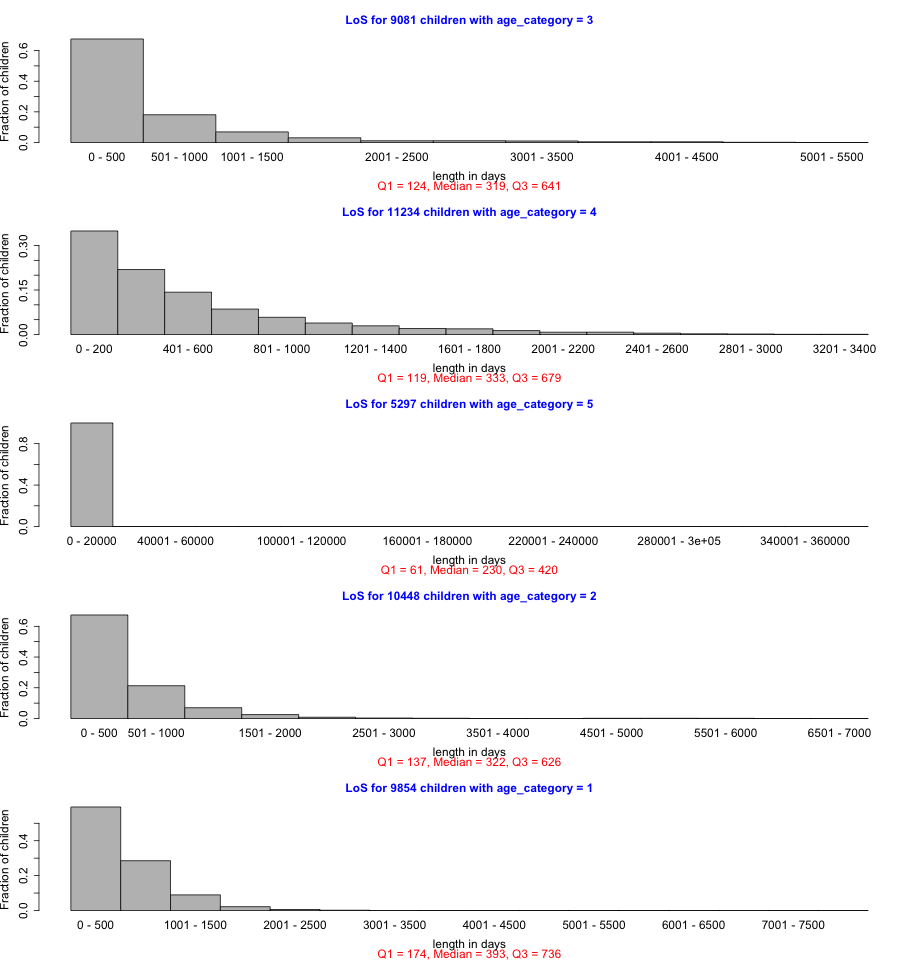 LoS for 9081 children with age_category = 3
Fraction of children
0.0 0.2 0.4 0.6
0 - 500 501 - 1000 1001 - 1500 2001 - 2500 3001 - 3500 4001 - 4500 5001 - 5500
length in days
Q1 = 124, Median = 319, Q3 = 641
LoS for 11234 children with age_category = 4
Fraction of children
0.00 0.15 0.30
0 - 200 401 - 600 801 - 1000 1201 - 1400 1601 - 1800 2001 - 2200 2401 - 2600 2801 - 3000 3201 - 3400
length in days
Q1 = 119, Median = 333, Q3 = 679
LoS for 5297 children with age_category = 5
Fraction of children
0.0 0.4 0.8
0 - 20000 40001 - 60000 100001 - 120000 160001 - 180000 220001 - 240000 280001 - 3e+05 340001 - 360000
length in days
Q1 = 61, Median = 230, Q3 = 420
LoS for 10448 children with age_category = 2
Fraction of children
0.0 0.2 0.4 0.6
0 - 500 501 - 1000 1501 - 2000 2501 - 3000 3501 - 4000 4501 - 5000 5501 - 6000 6501 - 7000
length in days
Q1 = 137, Median = 322, Q3 = 626
LoS for 9854 children with age_category = 1
Fraction of children
0.0 0.2 0.4
0 - 500 1001 - 1500 2001 - 2500 3001 - 3500 4001 - 4500 5001 - 5500 6001 - 6500 7001 - 7500
length in days
Q1 = 174, Median = 393, Q3 = 736